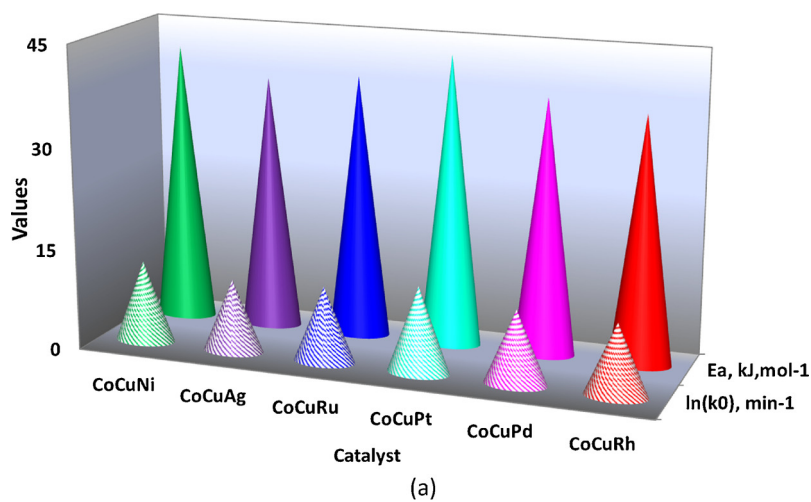 45
30
15
0
Values
CoCuNi
CoCuAg
CoCuRu
CoCuPt
CoCuPd
CoCuRh
Ea, kJ,mol-1
ln(k0), min-1
Catalyst
(a)